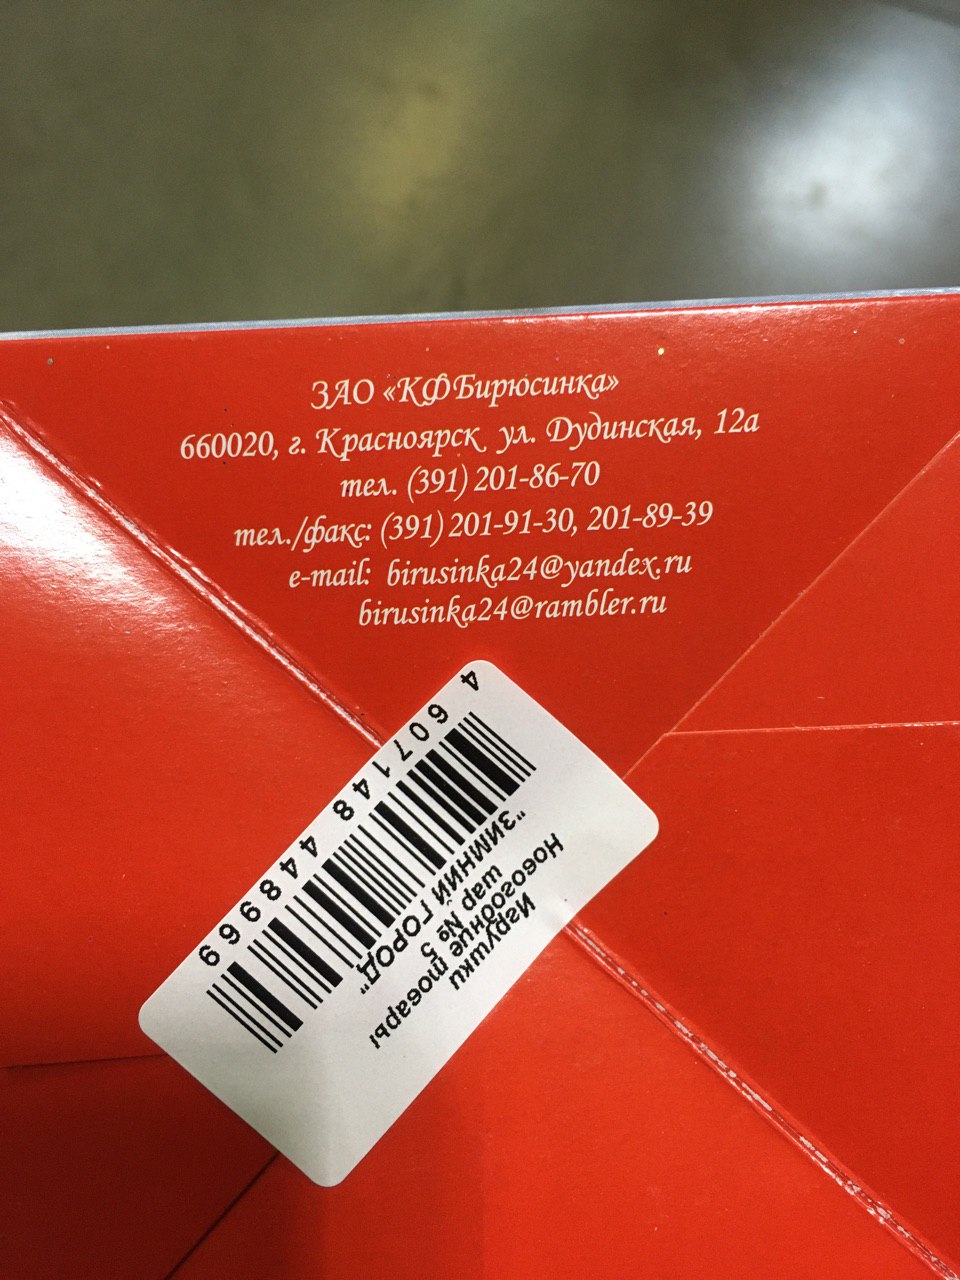 ЗАО «КФ Бирюсинка»
660020, г. Красноярск ул. Дудинская, 12а
тел. (391) 201-86-70
тел./факс: (391) 201-91-30, 201-89-39
e-mail: birusinka24@yandex.ru
birusinka24@rambler.ru
Игрушки
Новогодние товары
шар № 5
"ЗИМНИЙ ГОРОД"
4 607148 448969